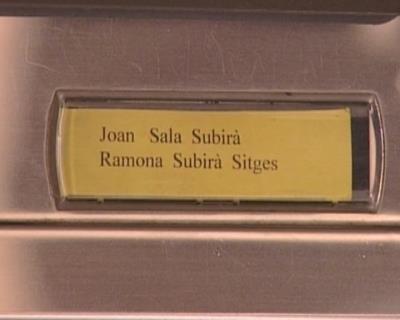 Joan Sala Subirà
Ramona Subirà Sitges